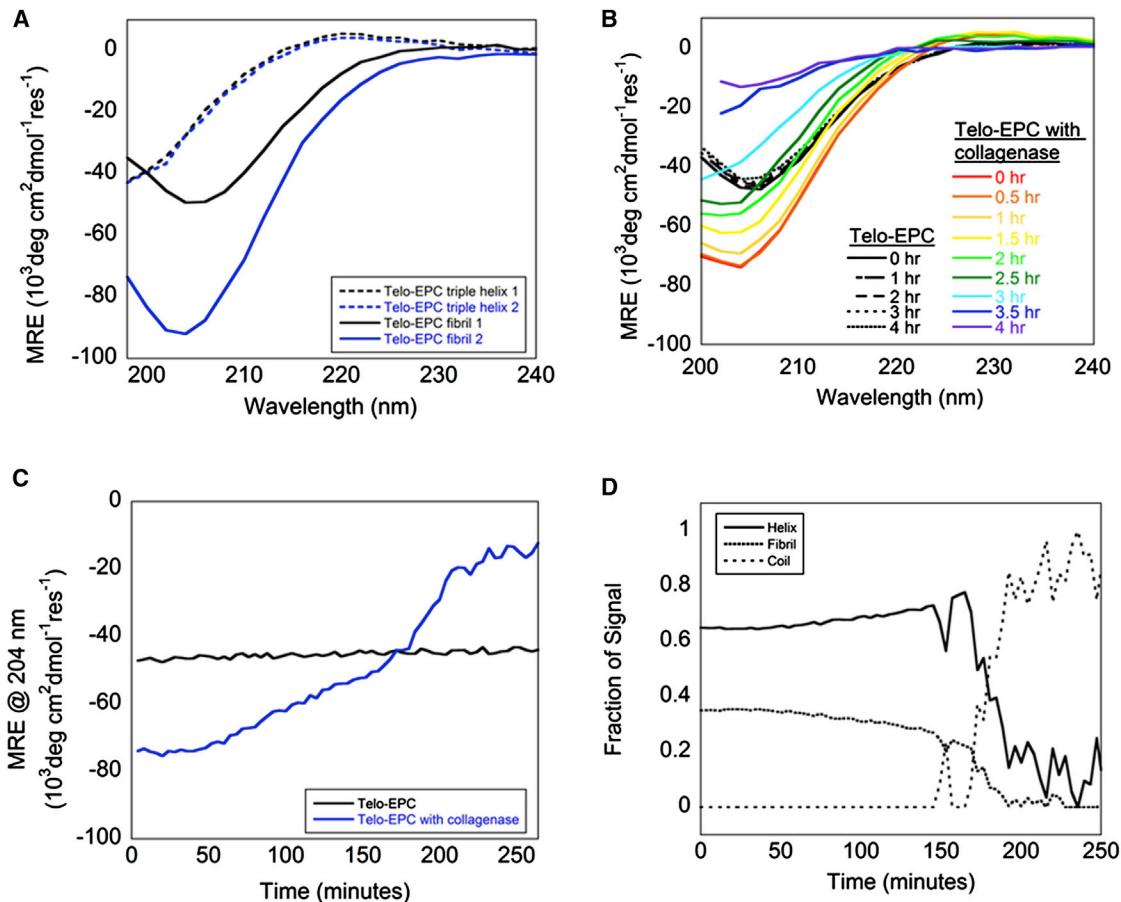 A
MRE (10³deg cm²dmol⁻¹res⁻¹)
0
-20
-40
-60
-80
-100
Telo-EPC triple helix 1
Telo-EPC triple helix 2
Telo-EPC fibril 1
Telo-EPC fibril 2
200 210 220 230 240
Wavelength (nm)
B
MRE (10³deg cm²dmol⁻¹res⁻¹)
0
-20
-40
-60
-80
-100
Telo-EPC
0 hr
1 hr
2 hr
3 hr
4 hr
Telo-EPC with
collagenase
0 hr
0.5 hr
1 hr
1.5 hr
2 hr
2.5 hr
3 hr
3.5 hr
4 hr
200 210 220 230 240
Wavelength (nm)
C
MRE @ 204 nm
(10³deg cm²dmol⁻¹res⁻¹)
0
-20
-40
-60
-80
-100
Telo-EPC
Telo-EPC with collagenase
0 50 100 150 200 250
Time (minutes)
D
Fraction of Signal
1
0.8
0.6
0.4
0.2
0
Helix
Fibril
Coil
0 50 100 150 200 250
Time (minutes)